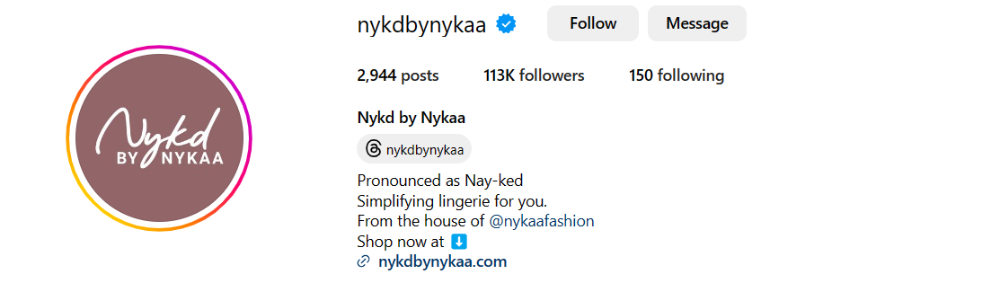 Nykd
BY NYKAA
nykdbynykaa
Follow
Message
2,944 posts
113K followers
150 following
Nykd by Nykaa
nykdbynykaa
Pronounced as Nay-ked
Simplifying lingerie for you.
From the house of @nykaafashion
Shop now at ⬇️
nykdbynykaa.com